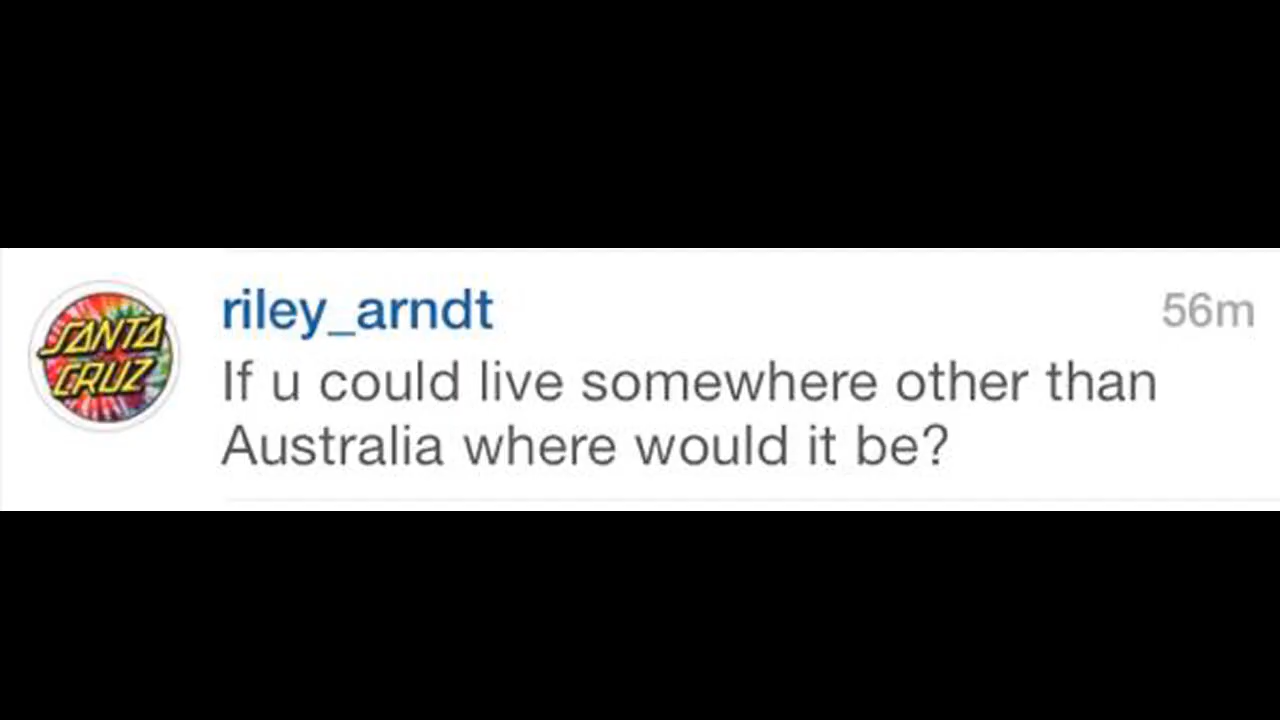 SANTA
CRUZ
riley_arndt 56m
If u could live somewhere other than
Australia where would it be?